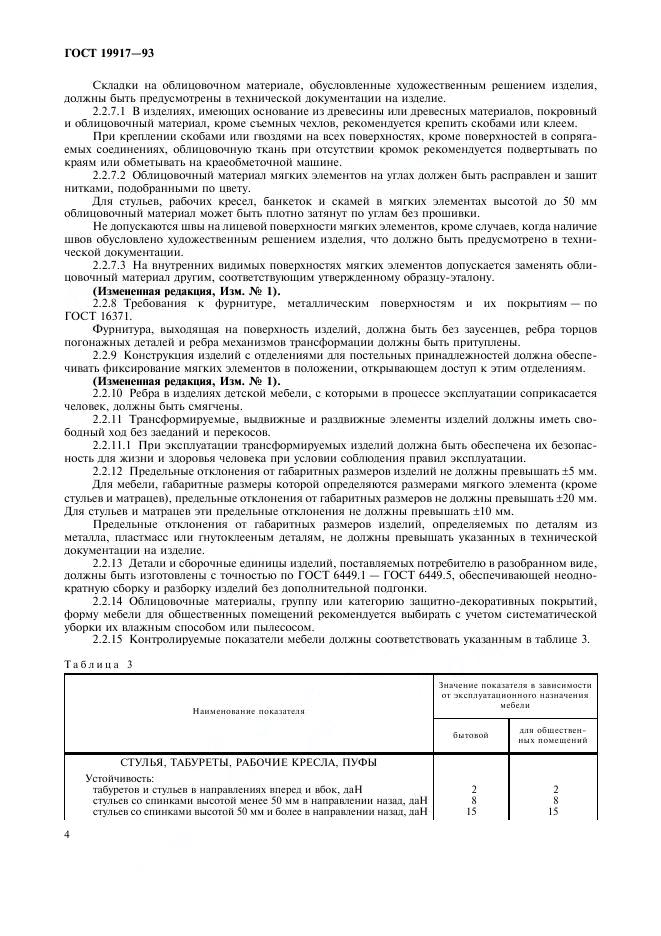 ГОСТ 19917—93
Складки на облицовочном материале, обусловленные художественным решением изделия,
должны быть предусмотрены в технической документации на изделие.
2.2.7.1 В изделиях, имеющих основание из древесины или древесных материалов, покровный
и облицовочный материал, кроме съемных чехлов, рекомендуется крепить скобами или клеем.
При креплении скобами или гвоздями на всех поверхностях, кроме поверхностей в сопряга-
емых соединениях, облицовочную ткань при отсутствии кромок рекомендуется подвертывать по
краям или обметывать на краеобметочной машине.
2.2.7.2 Облицовочный материал мягких элементов на углах должен быть расправлен и зашит
нитками, подобранными по цвету.
Для стульев, рабочих кресел, банкеток и скамей в мягких элементах высотой до 50 мм
облицовочный материал может быть плотно затянут по углам без прошивки.
Не допускаются швы на лицевой поверхности мягких элементов, кроме случаев, когда наличие
швов обусловлено художественным решением изделия, что должно быть предусмотрено в техни-
ческой документации.
2.2.7.3 На внутренних видимых поверхностях мягких элементов допускается заменять обли-
цовочный материал другим, соответствующим утвержденному образцу-эталону.
(Измененная редакция, Изм. № 1).
2.2.8 Требования к фурнитуре, металлическим поверхностям и их покрытиям — по
ГОСТ 16371.
Фурнитура, выходящая на поверхность изделий, должна быть без заусенцев, ребра торцов
погонажных деталей и ребра механизмов трансформации должны быть притуплены.
2.2.9 Конструкция изделий с отделениями для постельных принадлежностей должна обеспе-
чивать фиксирование мягких элементов в положении, открывающем доступ к этим отделениям.
(Измененная редакция, Изм. № 1).
2.2.10 Ребра в изделиях детской мебели, с которыми в процессе эксплуатации соприкасается
человек, должны быть смягчены.
2.2.11 Трансформируемые, выдвижные и раздвижные элементы изделий должны иметь сво-
бодный ход без заеданий и перекосов.
2.2.11.1 При эксплуатации трансформируемых изделий должна быть обеспечена их безопас-
ность для жизни и здоровья человека при условии соблюдения правил эксплуатации.
2.2.12 Предельные отклонения от габаритных размеров изделий не должны превышать ±5 мм.
Для мебели, габаритные размеры которой определяются размерами мягкого элемента (кроме
стульев и матрацев), предельные отклонения от габаритных размеров не должны превышать ±20 мм.
Для стульев и матрацев эти предельные отклонения не должны превышать ±10 мм.
Предельные отклонения от габаритных размеров изделий, определяемых по деталям из
металла, пластмасс или гнутоклееным деталям, не должны превышать указанных в технической
документации на изделие.
2.2.13 Детали и сборочные единицы изделий, поставляемых потребителю в разобранном виде,
должны быть изготовлены с точностью по ГОСТ 6449.1 — ГОСТ 6449.5, обеспечивающей неодно-
кратную сборку и разборку изделий без дополнительной подгонки.
2.2.14 Облицовочные материалы, группу или категорию защитно-декоративных покрытий,
форму мебели для общественных помещений рекомендуется выбирать с учетом систематической
уборки их влажным способом или пылесосом.
2.2.15 Контролируемые показатели мебели должны соответствовать указанным в таблице 3.
Таблица 3
Наименование показателя
Значение показателя в зависимости
от эксплуатационного назначения
мебели
бытовой
для обществен-
ных помещений
СТУЛЬЯ, ТАБУРЕТЫ, РАБОЧИЕ КРЕСЛА, ПУФЫ
Устойчивость:
табуретов и стульев в направлениях вперед и вбок, даН 2 2
стульев со спинками высотой менее 50 мм в направлении назад, даН 8 8
стульев со спинками высотой 50 мм и более в направлении назад, даН 15 15
4